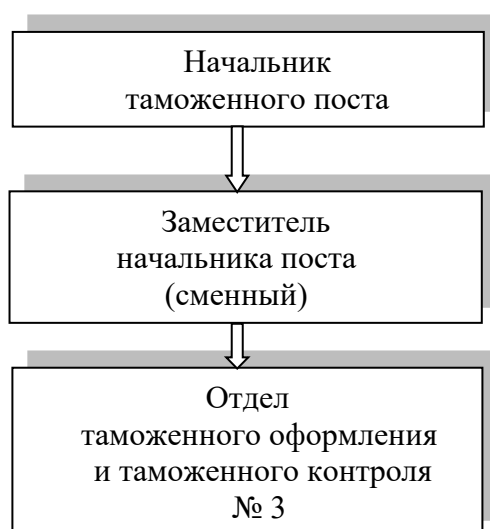 Начальник
таможенного поста
Заместитель
начальника поста
(сменный)
Отдел
таможенного оформления
и таможенного контроля
№ 3